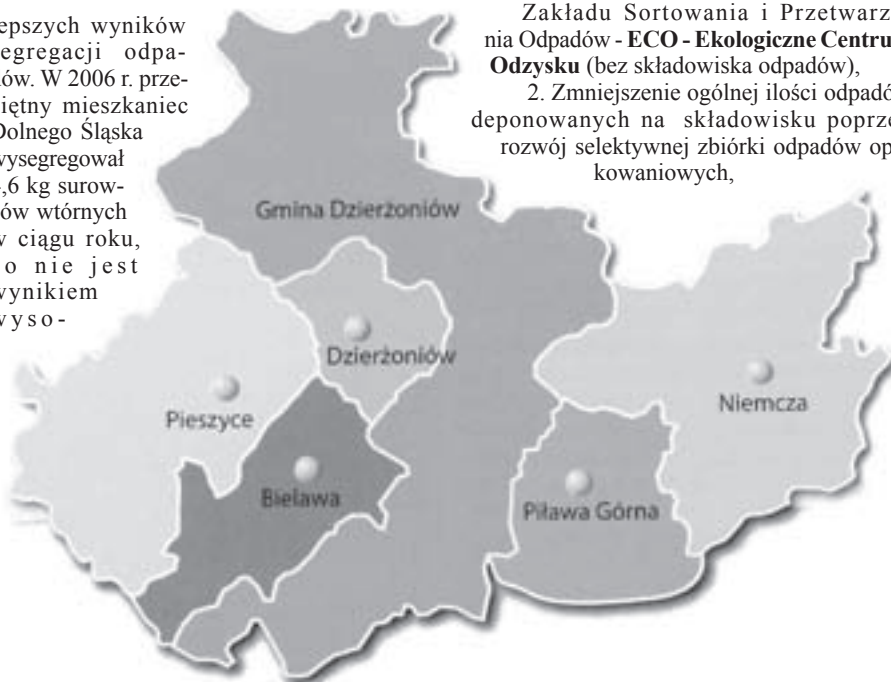 epszych wyników
egregacji odpa-
ów. W 2006 r. prze-
iętny mieszkaniec
Dolnego Śląska
wysegregował
,6 kg surow-
ów wtórnych
w ciągu roku,
o nie jest
wynikiem
wyso-
Zakładu Sortowania i Przetwarz
nia Odpadów - ECO - Ekologiczne Centru
Odzysku (bez składowiska odpadów),
2. Zmniejszenie ogólnej ilości odpadó
deponowanych na składowisku poprze
rozwój selektywnej zbiórki odpadów op
kowaniowych,
Gmina Dzierżoniów
Dzierżoniów
Pieszyce
Bielawa
Niemcza
Piława Górna